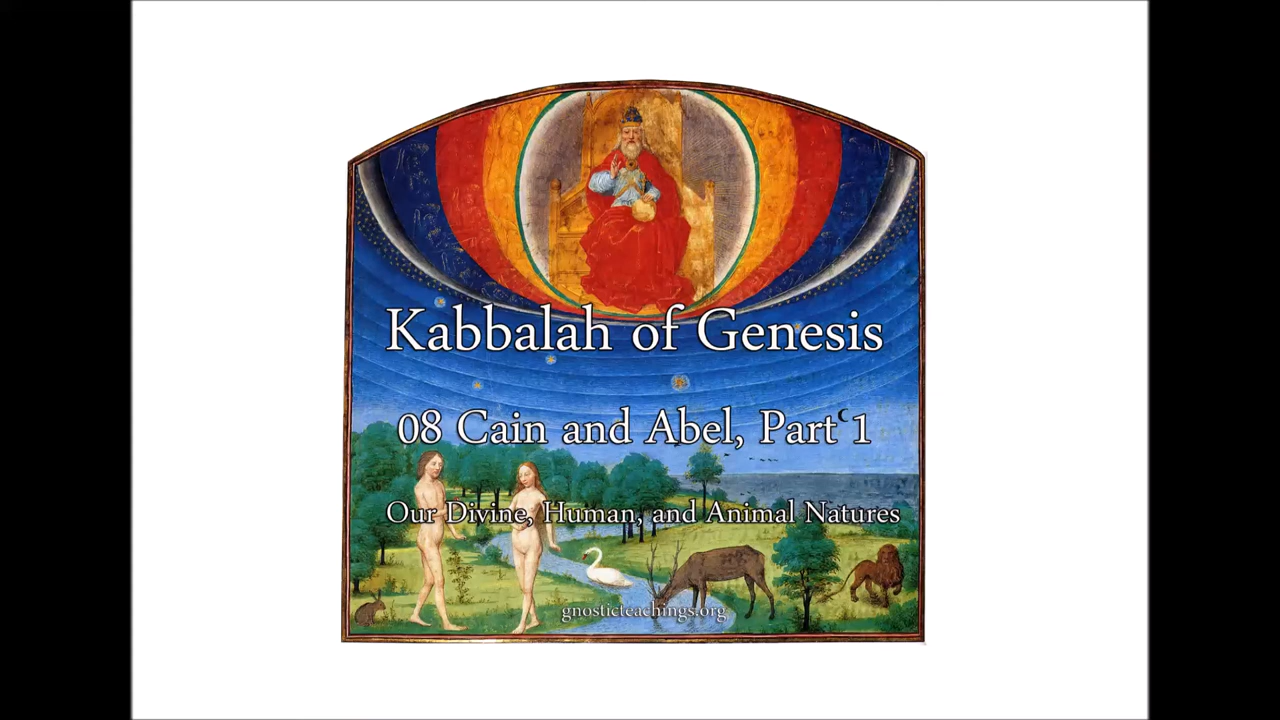 Kabbalah of Genesis
08 Cain and Abel, Part 1
Our Divine, Human, and Animal Natures
gnosticteachings.org